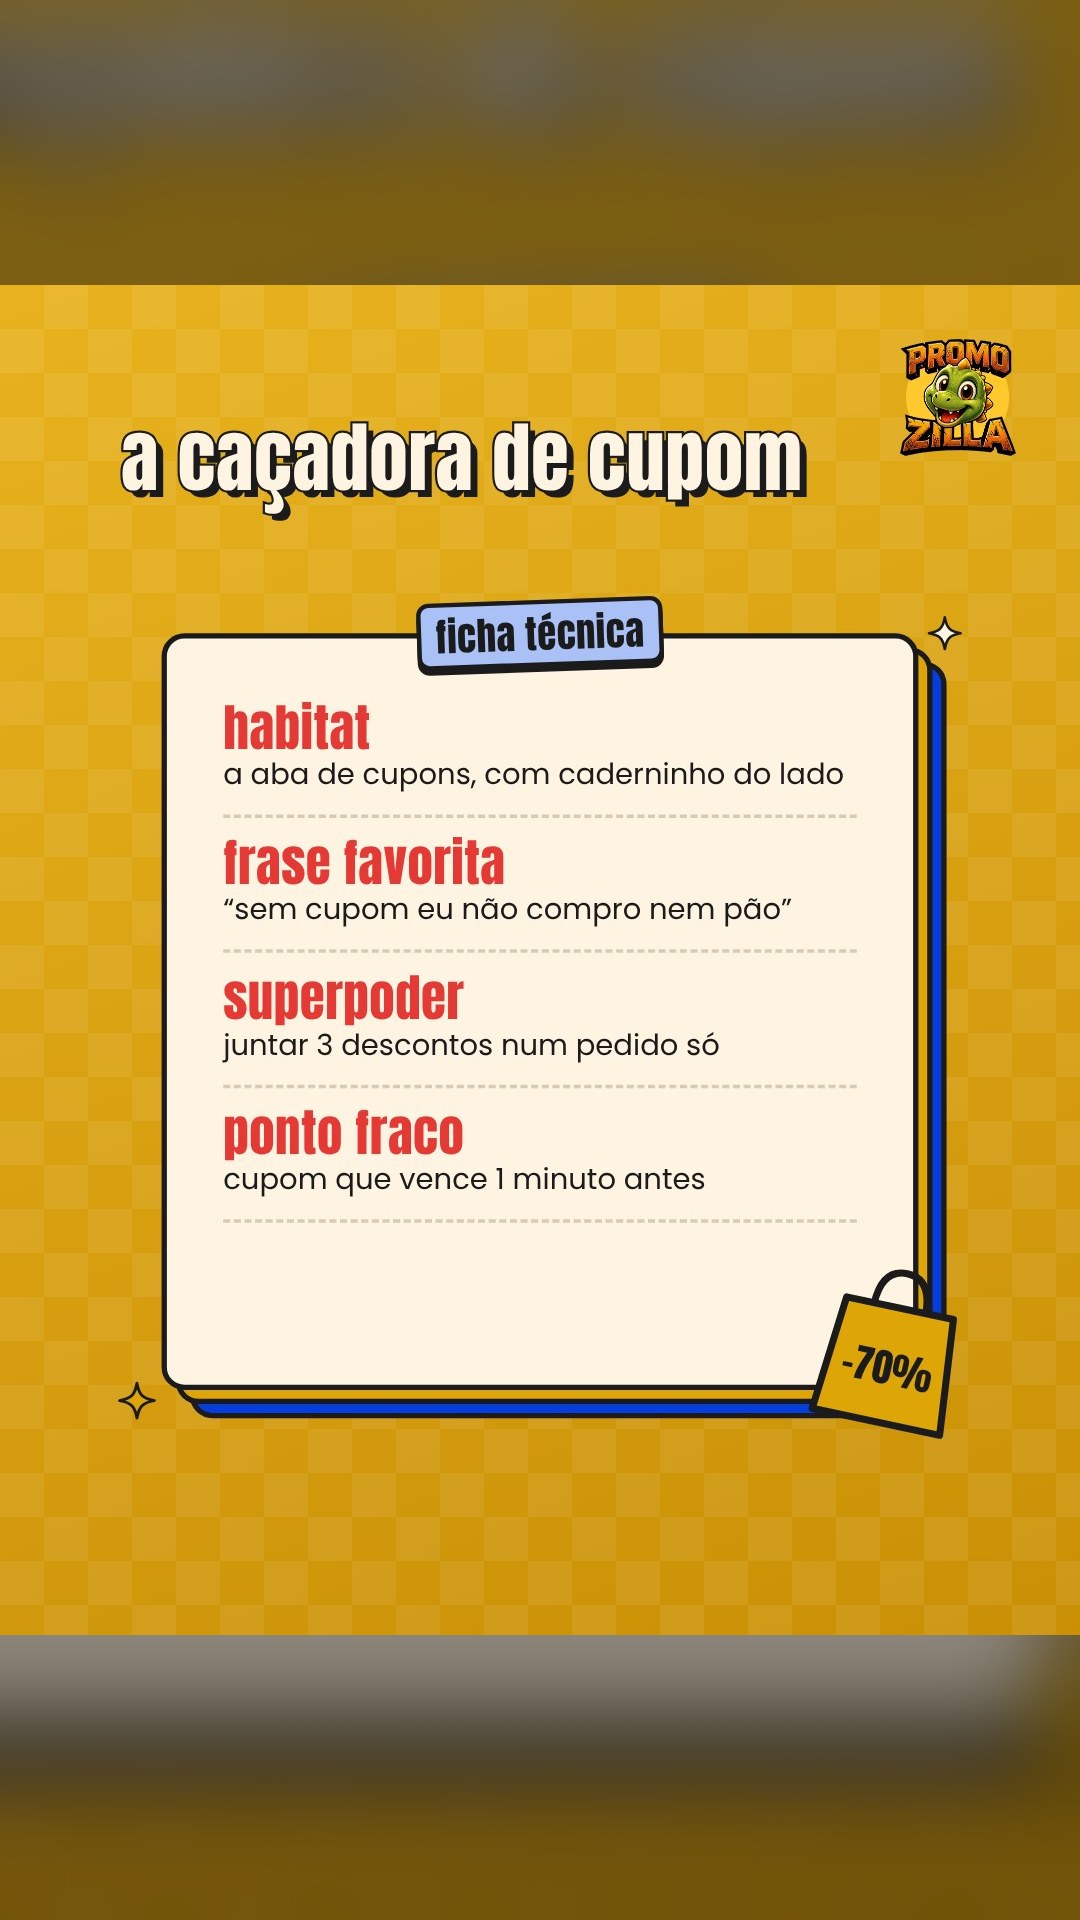 PROMO
ZILLA
a caçadora de cupom
ficha técnica
habitat
a aba de cupons, com caderninho do lado
frase favorita
“sem cupom eu não compro nem pão”
superpoder
juntar 3 descontos num pedido só
ponto fraco
cupom que vence 1 minuto antes
-70%